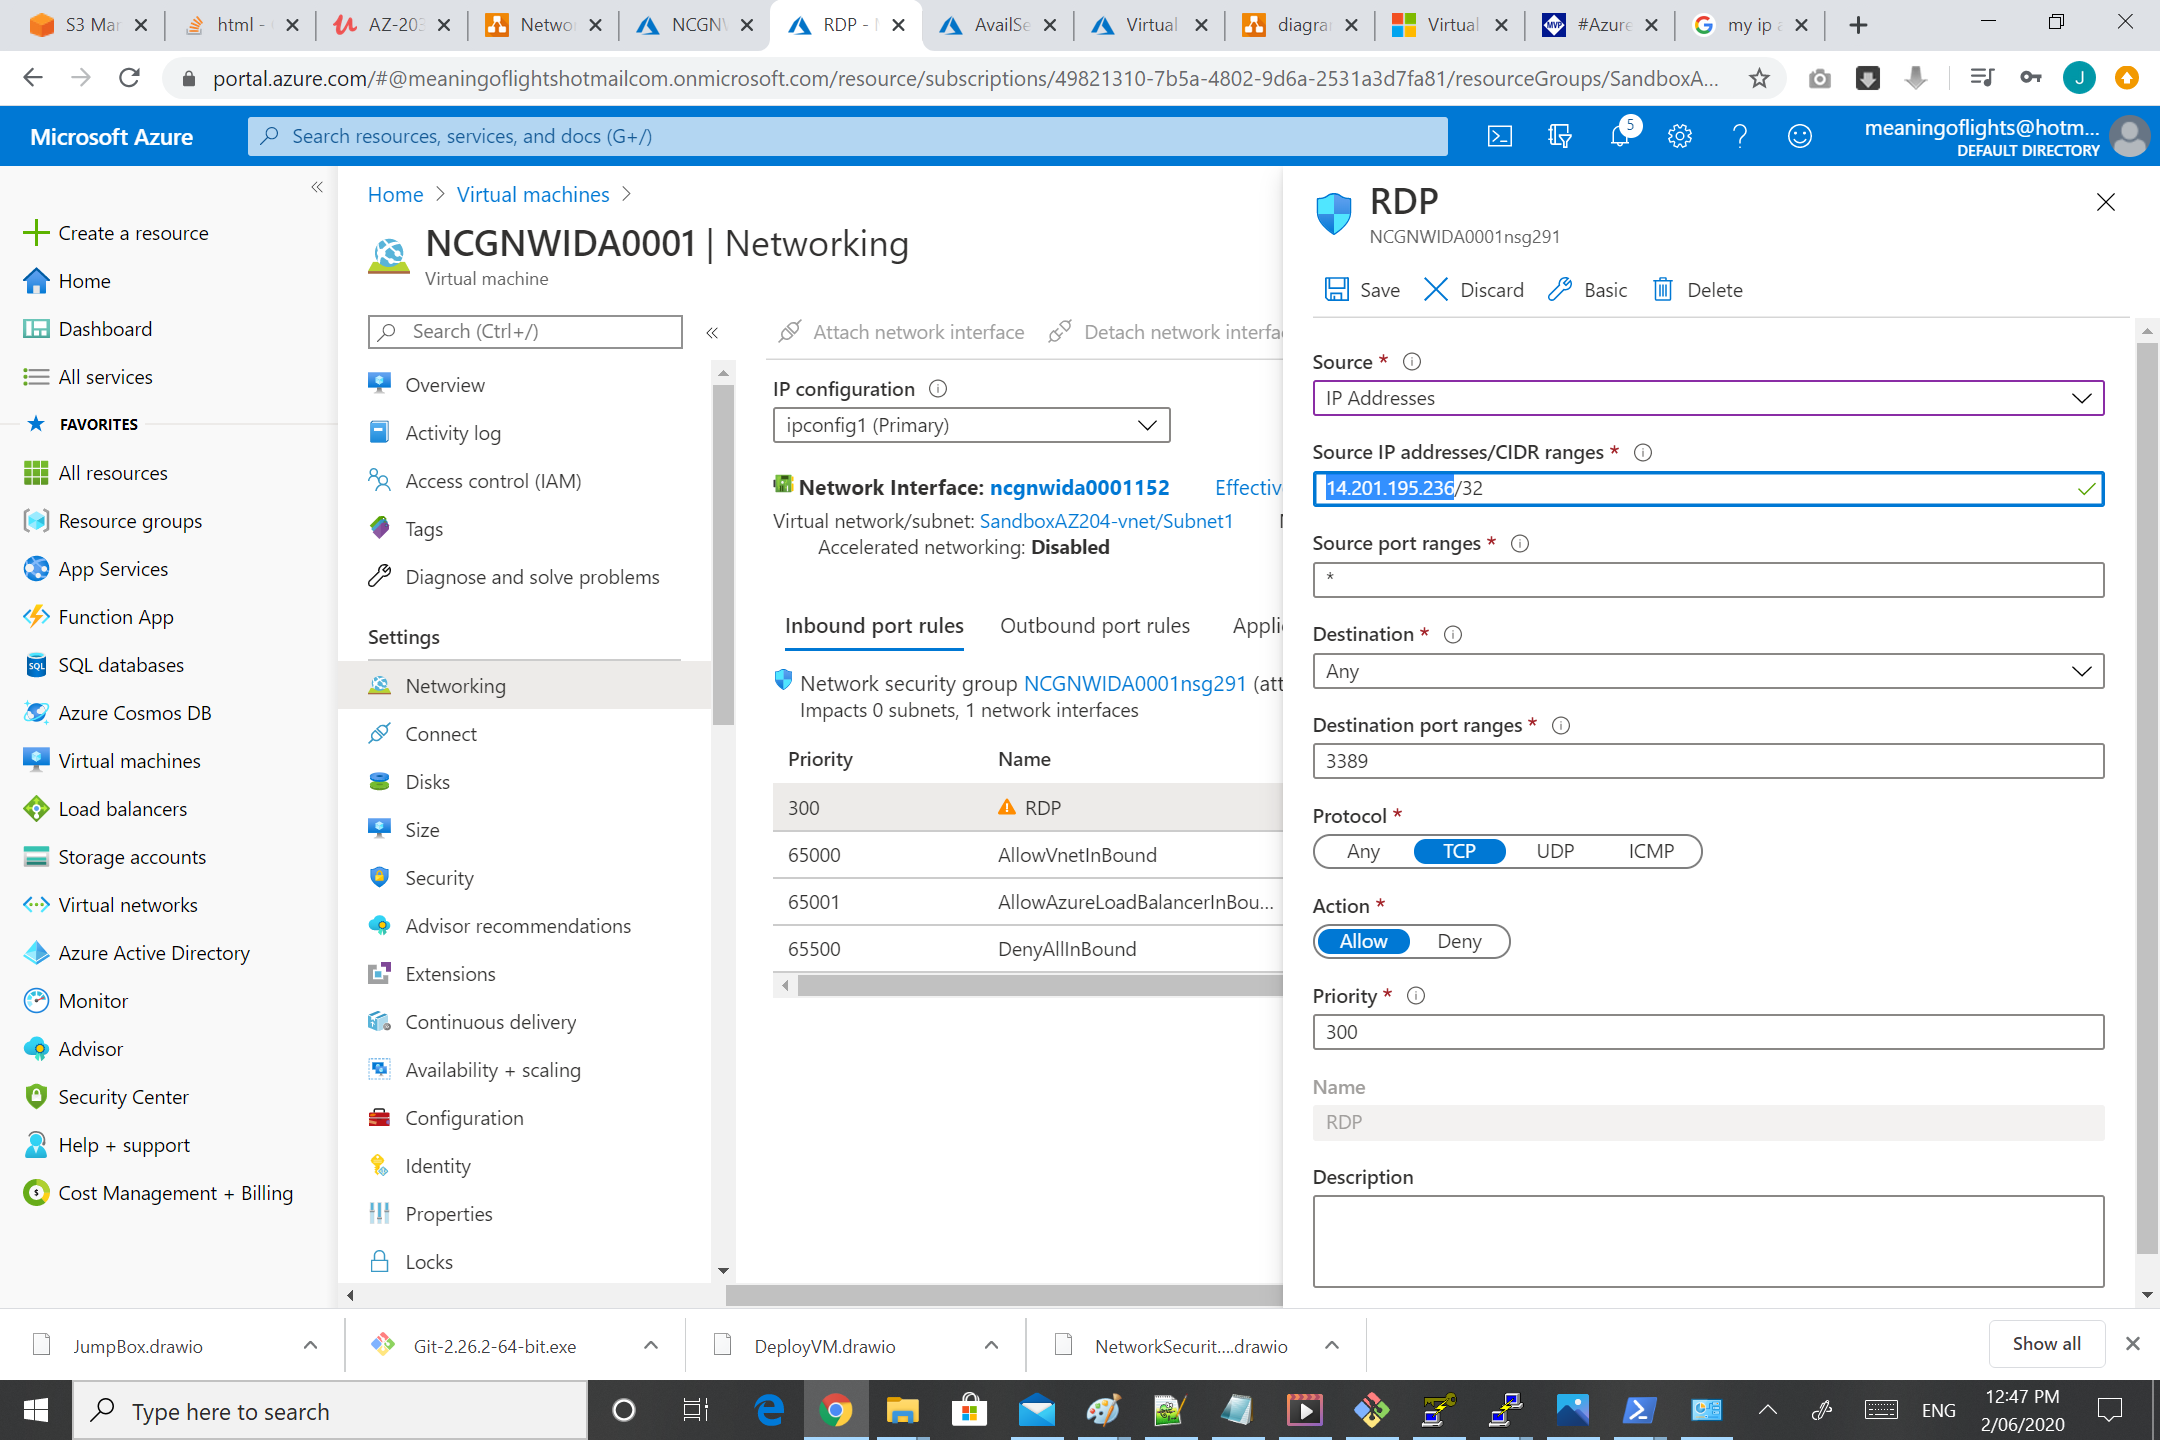 S3 Mar
html -
AZ-203
Netwo
NCGNW
RDP - N
AvailSe
Virtual
diagra
Virtual
#Azure
my ip a
portal.azure.com/#@meaningoflightshotmailcom.onmicrosoft.com/resource/subscriptions/49821310-7b5a-4802-9d6a-2531a3d7fa81/resourceGroups/SandboxA...
J
Microsoft Azure
Search resources, services, and docs (G+/)
5
meaningoflights@hotm...
DEFAULT DIRECTORY
Create a resource
Home
Dashboard
All services
FAVORITES
All resources
Resource groups
App Services
Function App
SQL databases
Azure Cosmos DB
Virtual machines
Load balancers
Storage accounts
Virtual networks
Azure Active Directory
Monitor
Advisor
Security Center
Help + support
Cost Management + Billing
Home > Virtual machines >
NCGNWIDA0001 | Networking
Virtual machine
Search (Ctrl+/)
Overview
Activity log
Access control (IAM)
Tags
Diagnose and solve problems
Settings
Networking
Connect
Disks
Size
Security
Advisor recommendations
Extensions
Continuous delivery
Availability + scaling
Configuration
Identity
Properties
Locks
Attach network interface
Detach network interfa
IP configuration
ipconfig1 (Primary)
Network Interface: ncgnwida0001152
Effectiv
Virtual network/subnet: SandboxAZ204-vnet/Subnet1
Accelerated networking: Disabled
Inbound port rules
Outbound port rules
Appli
Network security group NCGNWIDA0001nsg291 (att
Impacts 0 subnets, 1 network interfaces
Priority Name
300 RDP
65000 AllowVnetInBound
65001 AllowAzureLoadBalancerInBou...
65500 DenyAllInBound
RDP
NCGNWIDA0001nsg291
Save
Discard
Basic
Delete
Source *
IP Addresses
Source IP addresses/CIDR ranges *
14.201.195.236/32
Source port ranges *
*
Destination *
Any
Destination port ranges *
3389
Protocol *
Any TCP UDP ICMP
Action *
Allow Deny
Priority *
300
Name
RDP
Description
JumpBox.drawio
Git-2.26.2-64-bit.exe
DeployVM.drawio
NetworkSecurit....drawio
Show all
Type here to search
ENG
12:47 PM
2/06/2020